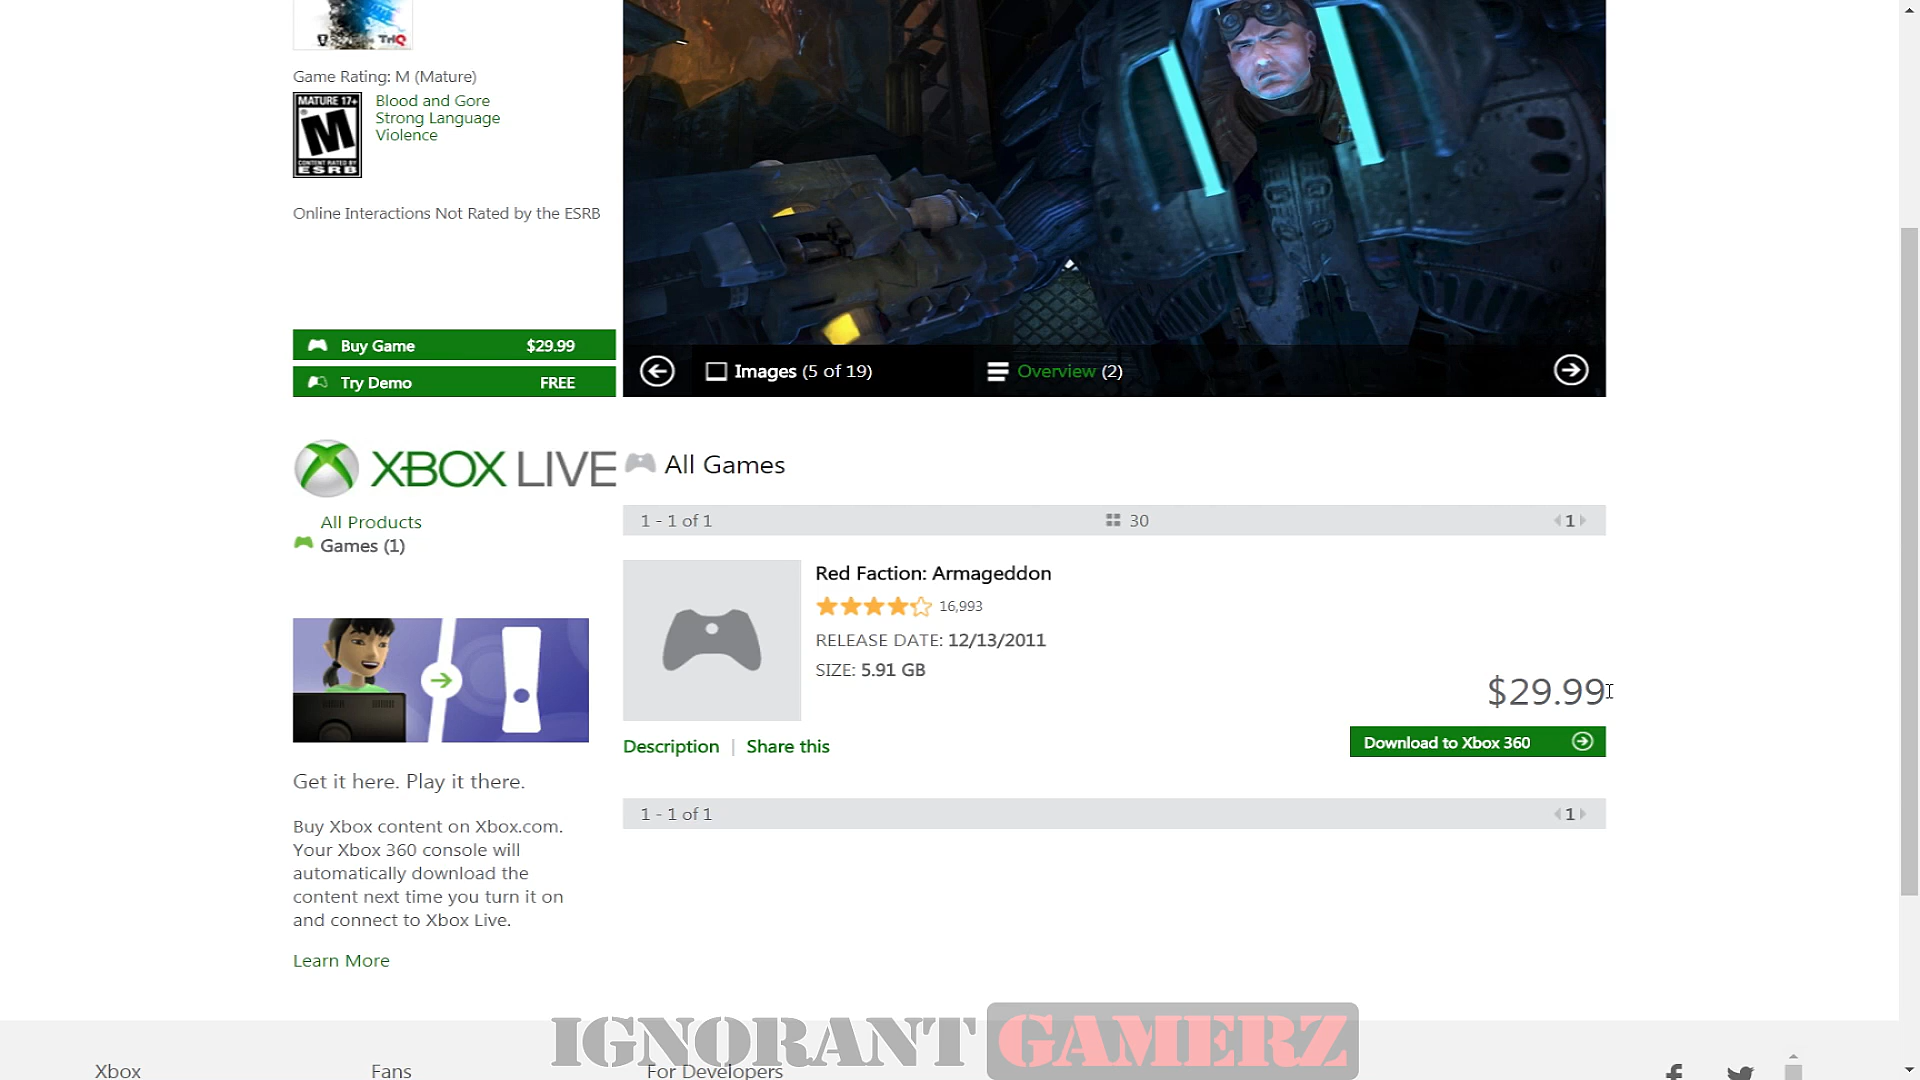 THQ
Game Rating: M (Mature)
MATURE 17+
M
CONTENT RATED BY
ESRB
Blood and Gore
Strong Language
Violence
Online Interactions Not Rated by the ESRB
Buy Game $29.99
Try Demo FREE
Images (5 of 19) Overview (2)
XBOX LIVE
All Products
Games (1)
All Games
1 - 1 of 1 30 1
Red Faction: Armageddon
16,993
RELEASE DATE: 12/13/2011
SIZE: 5.91 GB
$29.99
Download to Xbox 360
Description | Share this
1 - 1 of 1 1
Get it here. Play it there.
Buy Xbox content on Xbox.com.
Your Xbox 360 console will
automatically download the
content next time you turn it on
and connect to Xbox Live.
Learn More
IGNORANT GAMERZ
Xbox Fans For Developers